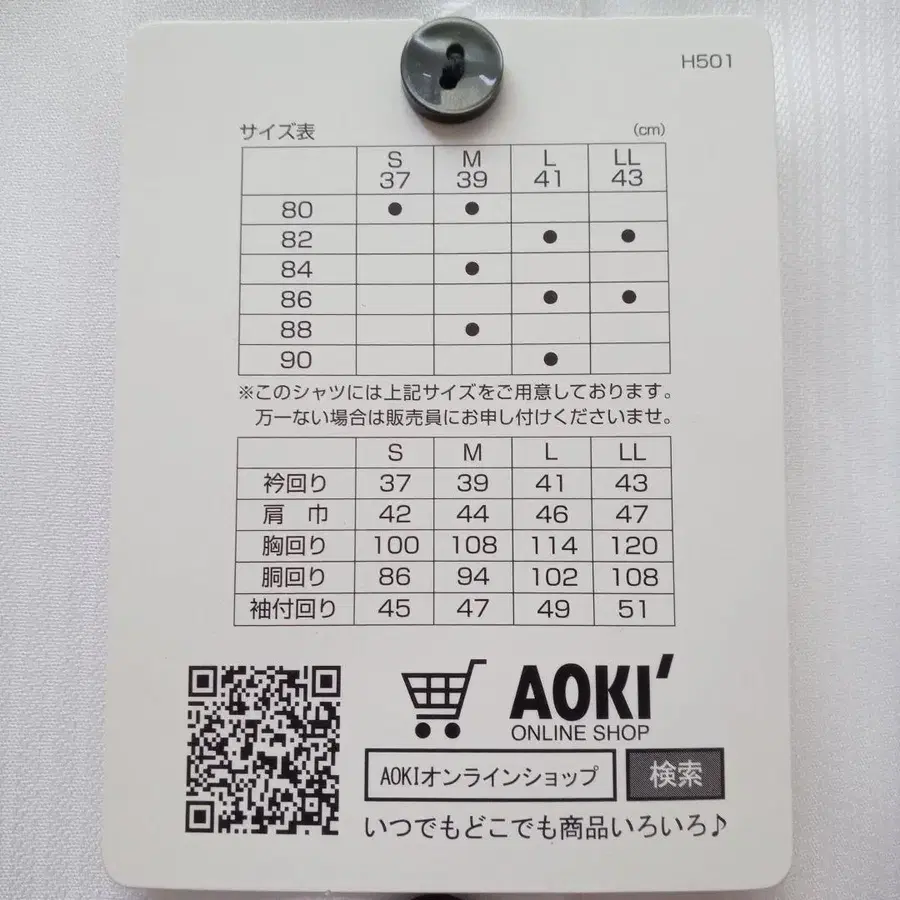 H501
サイズ表 (cm)
S M L LL
37 39 41 43
80 ● ●
82 ● ●
84 ●
86 ● ●
88 ●
90 ●
※このシャツには上記サイズをご用意しております。
万一ない場合は販売員にお申し付けくださいませ。
S M L LL
衿回り 37 39 41 43
肩 巾 42 44 46 47
胸回り 100 108 114 120
胴回り 86 94 102 108
袖付回り 45 47 49 51
AOKI'
ONLINE SHOP
AOKIオンラインショップ 検索
いつでもどこでも商品いろいろ♪